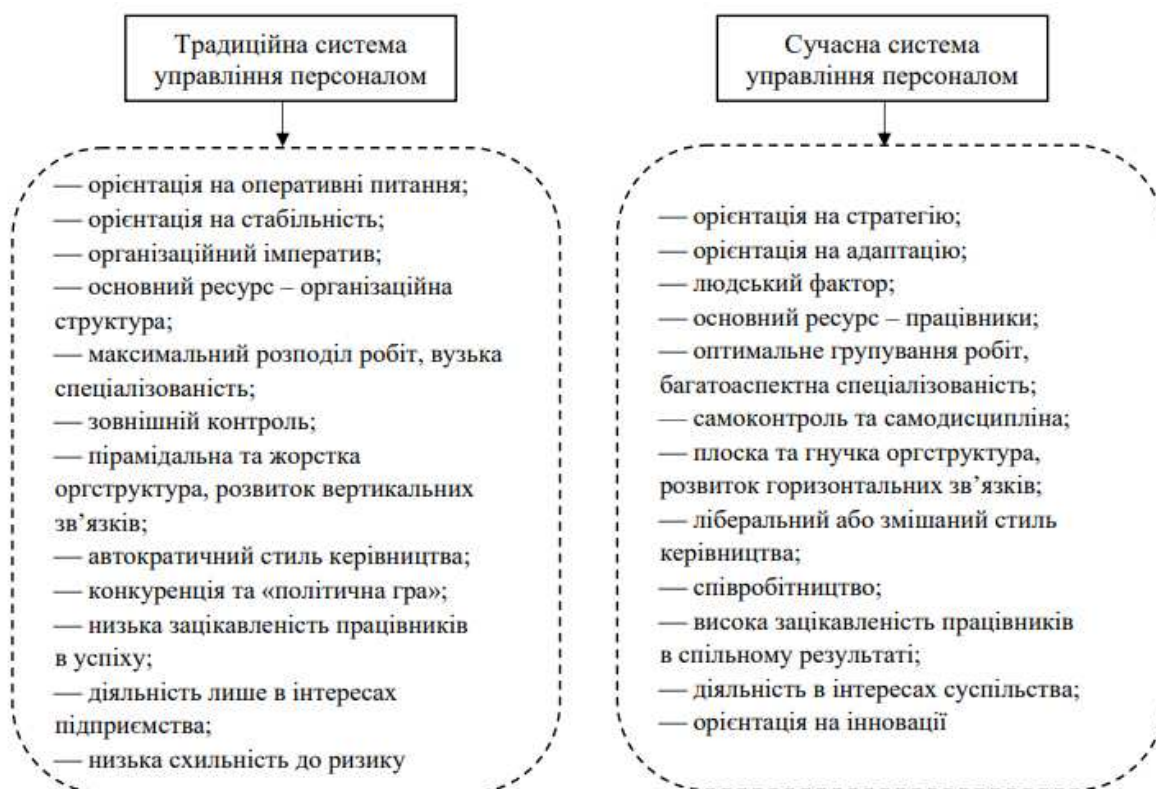 Традиційна система
управління персоналом
— орієнтація на оперативні питання;
— орієнтація на стабільність;
— організаційний імператив;
— основний ресурс – організаційна
структура;
— максимальний розподіл робіт, вузька
спеціалізованість;
— зовнішній контроль;
— пірамідальна та жорстка
оргструктура, розвиток вертикальних
зв’язків;
— автократичний стиль керівництва;
— конкуренція та «політична гра»;
— низька зацікавленість працівників
в успіху;
— діяльність лише в інтересах
підприємства;
— низька схильність до ризику
Сучасна система
управління персоналом
— орієнтація на стратегію;
— орієнтація на адаптацію;
— людський фактор;
— основний ресурс – працівники;
— оптимальне групування робіт,
багатоаспектна спеціалізованість;
— самоконтроль та самодисципліна;
— плоска та гнучка оргструктура,
розвиток горизонтальних зв’язків;
— ліберальний або змішаний стиль
керівництва;
— співробітництво;
— висока зацікавленість працівників
в спільному результаті;
— діяльність в інтересах суспільства;
— орієнтація на інновації